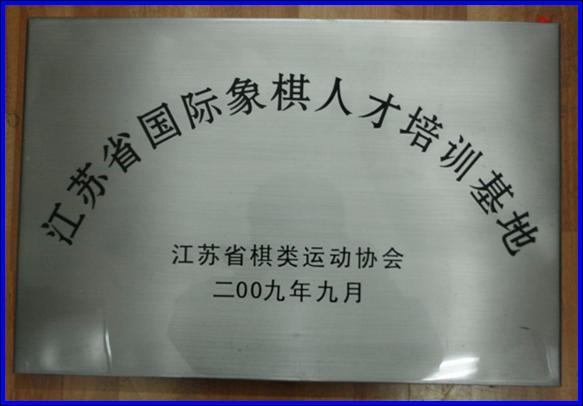 江苏省国际象棋人才培训基地
江苏省棋类运动协会
二00九年九月